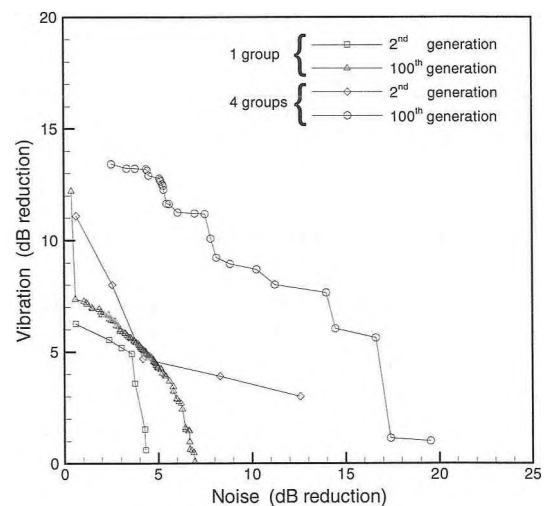 20
15
10
5
0
0
5
10
15
20
25
Vibration (dB reduction)
Noise (dB reduction)
1 group
2nd generation
100th generation
4 groups
2nd generation
100th generation